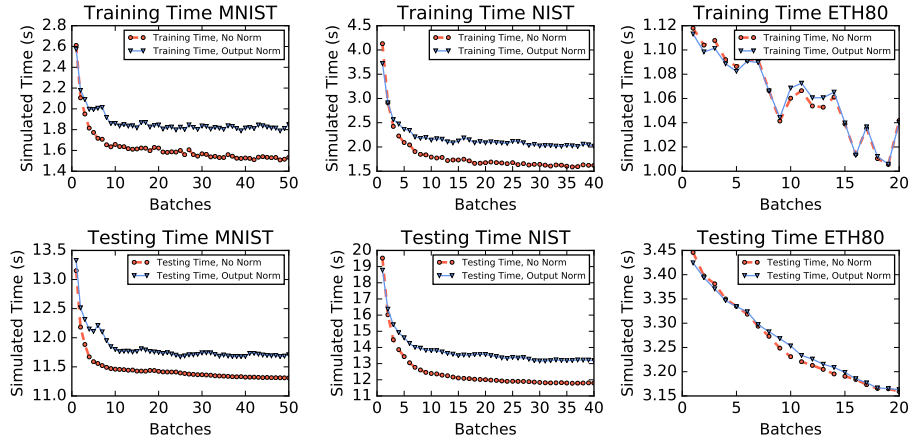 Training Time MNIST
Simulated Time (s)
2.8
2.6
2.4
2.2
2.0
1.8
1.6
1.4
Training Time, No Norm
Training Time, Output Norm
0 10 20 30 40 50
Batches
Training Time NIST
Simulated Time (s)
4.5
4.0
3.5
3.0
2.5
2.0
1.5
Training Time, No Norm
Training Time, Output Norm
0 5 10 15 20 25 30 35 40
Batches
Training Time ETH80
Simulated Time (s)
1.12
1.10
1.08
1.06
1.04
1.02
1.00
Training Time, No Norm
Training Time, Output Norm
0 5 10 15 20
Batches
Testing Time MNIST
Simulated Time (s)
13.5
13.0
12.5
12.0
11.5
11.0
Testing Time, No Norm
Testing Time, Output Norm
0 10 20 30 40 50
Batches
Testing Time NIST
Simulated Time (s)
20
19
18
17
16
15
14
13
12
11
Testing Time, No Norm
Testing Time, Output Norm
0 5 10 15 20 25 30 35 40
Batches
Testing Time ETH80
Simulated Time (s)
3.45
3.40
3.35
3.30
3.25
3.20
3.15
Testing Time, No Norm
Testing Time, Output Norm
0 5 10 15 20
Batches